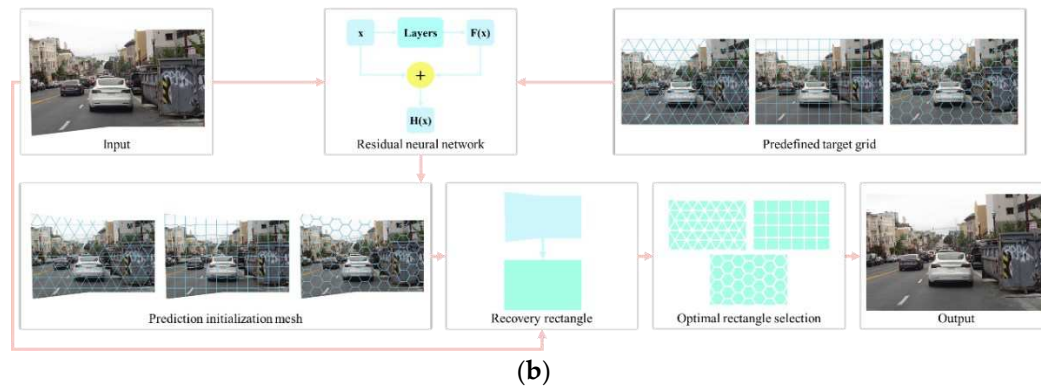 x
Layers
F(x)
+
H(x)
Input
Residual neural network
Predefined target grid
Prediction initialization mesh
Recovery rectangle
Optimal rectangle selection
Output
(b)